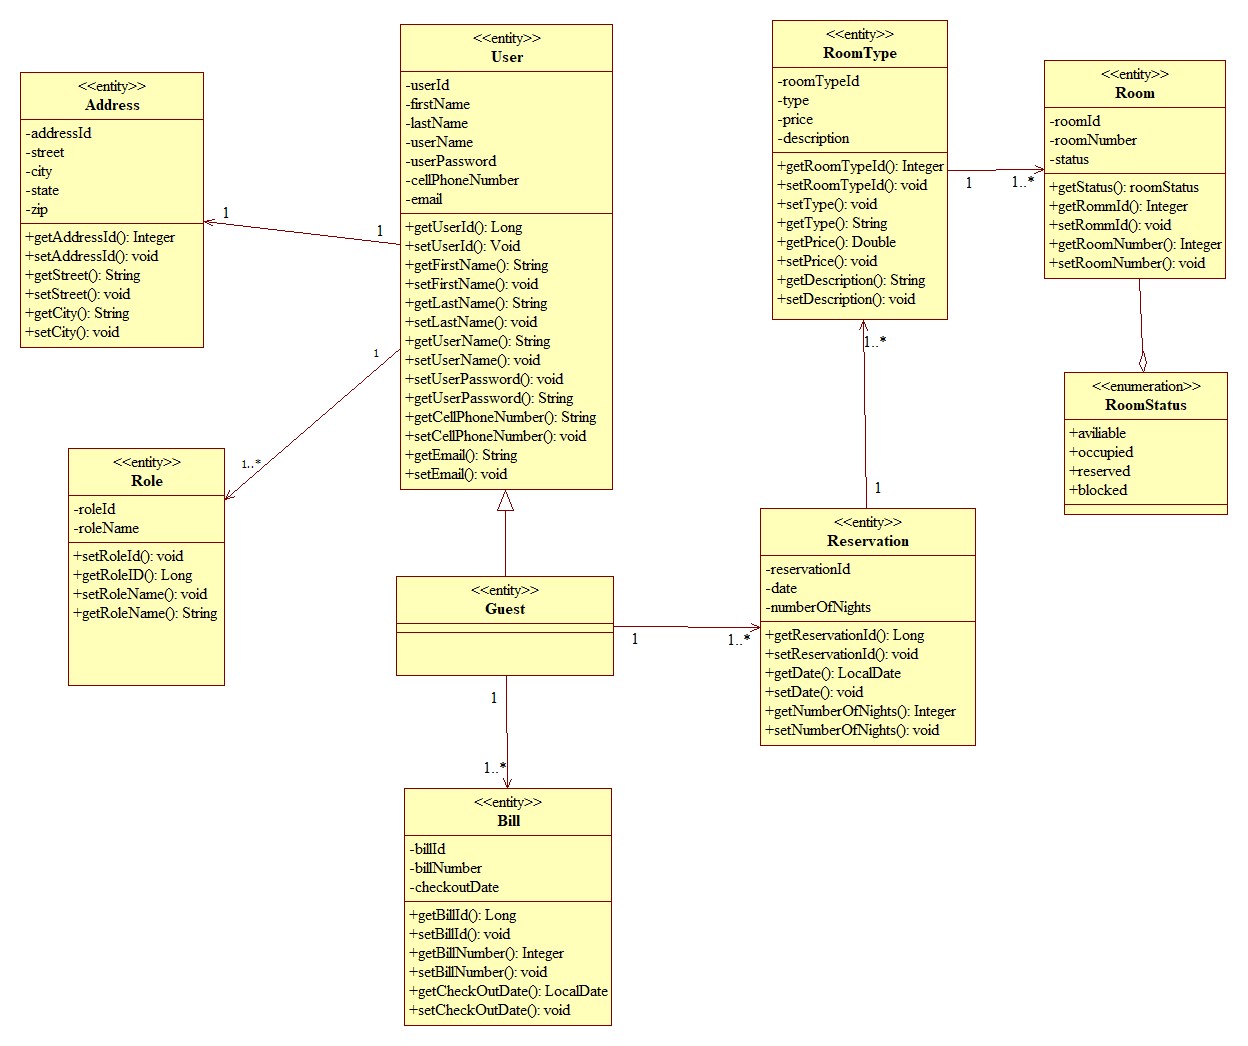 <<entity>>
Address
-addressId
-street
-city
-state
-zip
+getAddressId(): Integer
+setAddressId(): void
+getStreet(): String
+setStreet(): void
+getCity(): String
+setCity(): void
1
1
<<entity>>
User
-userId
-firstName
-lastName
-userName
-userPassword
-cellPhoneNumber
-email
+getUserId(): Long
+setUserId(): Void
+getFirstName(): String
+setFirstName(): void
+getLastName(): String
+setLastName(): void
+getUserName(): String
+setUserName(): void
+setUserPassword(): void
+getUserPassword(): String
+getCellPhoneNumber(): String
+setCellPhoneNumber(): void
+getEmail(): String
+setEmail(): void
1
1..*
<<entity>>
Role
-roleId
-roleName
+setRoleId(): void
+getRoleID(): Long
+setRoleName(): void
+getRoleName(): String
<<entity>>
Guest
1
1..*
1
1..*
<<entity>>
Bill
-billId
-billNumber
-checkoutDate
+getBillId(): Long
+setBillId(): void
+getBillNumber(): Integer
+setBillNumber(): void
+getCheckOutDate(): LocalDate
+setCheckOutDate(): void
<<entity>>
RoomType
-roomTypeId
-type
-price
-description
+getRoomTypeId(): Integer
+setRoomTypeId(): void
+setType(): void
+getType(): String
+getPrice(): Double
+setPrice(): void
+getDescription(): String
+setDescription(): void
1
1..*
1..*
1
<<entity>>
Reservation
-reservationId
-date
-numberOfNights
+getReservationId(): Long
+setReservationId(): void
+getDate(): LocalDate
+setDate(): void
+getNumberOfNights(): Integer
+setNumberOfNights(): void
<<entity>>
Room
-roomId
-roomNumber
-status
+getStatus(): roomStatus
+getRommId(): Integer
+setRommId(): void
+getRoomNumber(): Integer
+setRoomNumber(): void
<<enumeration>>
RoomStatus
+aviliable
+occupied
+reserved
+blocked